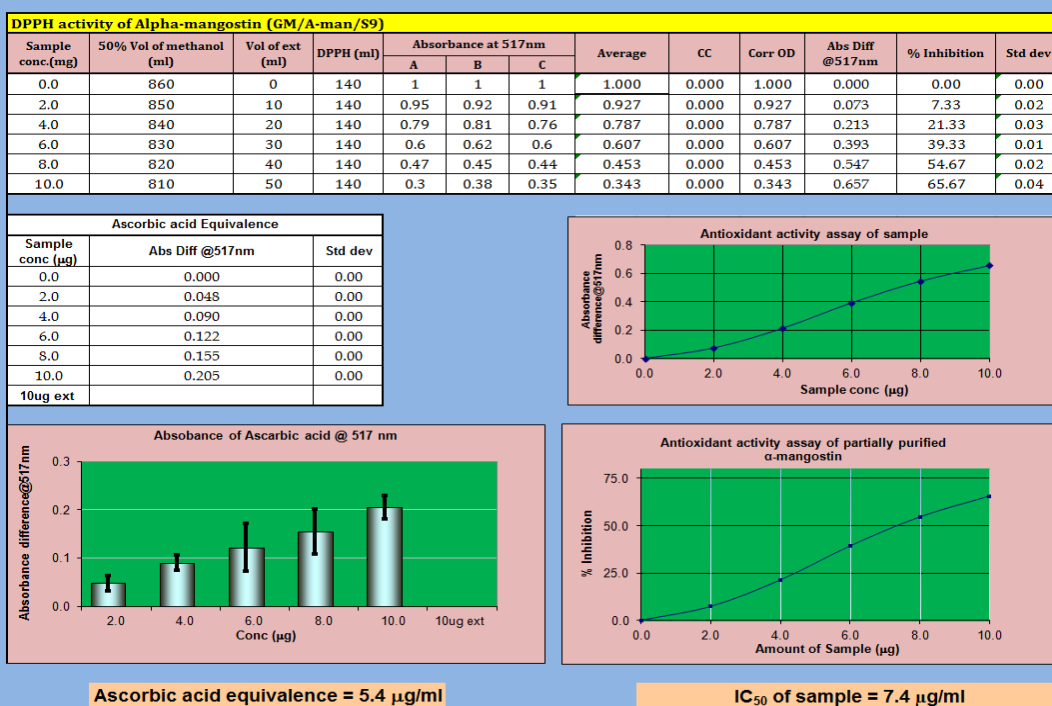 DPPH activity of Alpha-mangostin (GM/A-man/S9)
Sample conc.(mg) 50% Vol of methanol (ml) Vol of ext (ml) DPPH (ml) Absorbance at 517nm Average CC Corr OD Abs Diff @517nm % Inhibition Std dev
A B C
0.0 860 0 140 1 1 1 1.000 0.000 1.000 0.000 0.00 0.00
2.0 850 10 140 0.95 0.92 0.91 0.927 0.000 0.927 0.073 7.33 0.02
4.0 840 20 140 0.79 0.81 0.76 0.787 0.000 0.787 0.213 21.33 0.03
6.0 830 30 140 0.6 0.62 0.6 0.607 0.000 0.607 0.393 39.33 0.01
8.0 820 40 140 0.47 0.45 0.44 0.453 0.000 0.453 0.547 54.67 0.02
10.0 810 50 140 0.3 0.38 0.35 0.343 0.000 0.343 0.657 65.67 0.04
Ascorbic acid Equivalence
Sample conc (µg) Abs Diff @517nm Std dev
0.0 0.000 0.00
2.0 0.048 0.00
4.0 0.090 0.00
6.0 0.122 0.00
8.0 0.155 0.00
10.0 0.205 0.00
10ug ext
Antioxidant activity assay of sample
Absorbance
difference@517nm
0.8
0.6
0.4
0.2
0.0
0.0 2.0 4.0 6.0 8.0 10.0
Sample conc (µg)
Absobance of Ascarbic acid @ 517 nm
Absorbance difference@517nm
0.3
0.2
0.1
0.0
2.0 4.0 6.0 8.0 10.0 10ug ext
Conc (µg)
Antioxidant activity assay of partially purified
α-mangostin
% Inhibition
75.0
50.0
25.0
0.0
0.0 2.0 4.0 6.0 8.0 10.0
Amount of Sample (µg)
Ascorbic acid equivalence = 5.4 µg/ml
IC50 of sample = 7.4 µg/ml